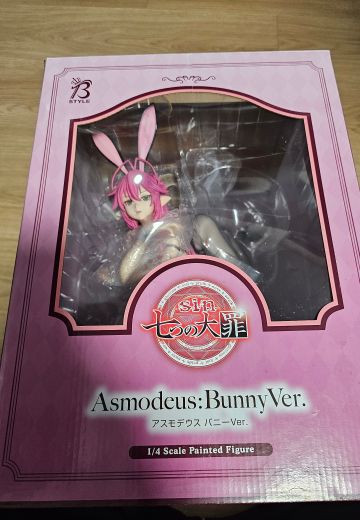 B
STYLE
sin
七つの大罪
Asmodeus:BunnyVer.
アスモデウス バニーVer.
1/4 Scale Painted Figure